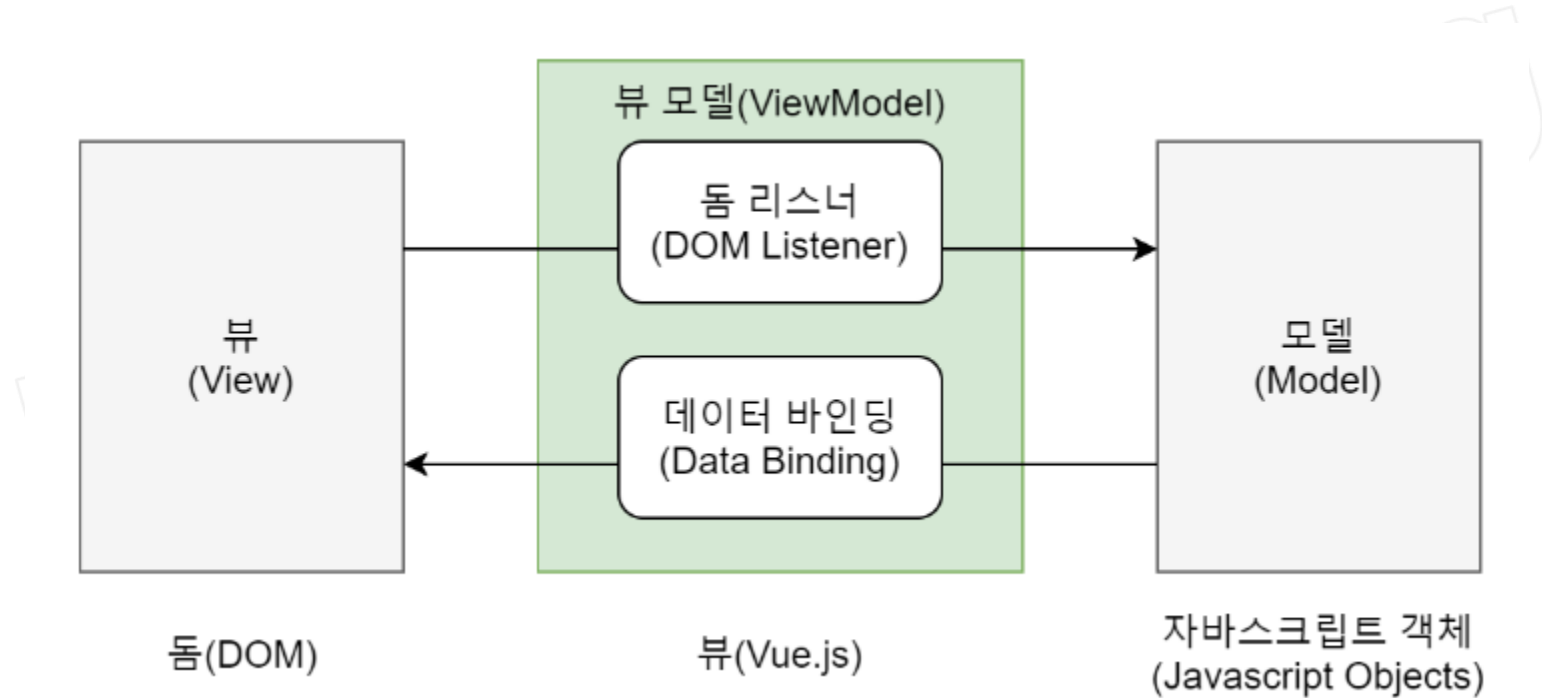 뷰 모델(ViewModel)
돔 리스너
(DOM Listener)
뷰
(View)
모델
(Model)
데이터 바인딩
(Data Binding)
돔(DOM)
뷰(Vue.js)
자바스크립트 객체
(Javascript Objects)